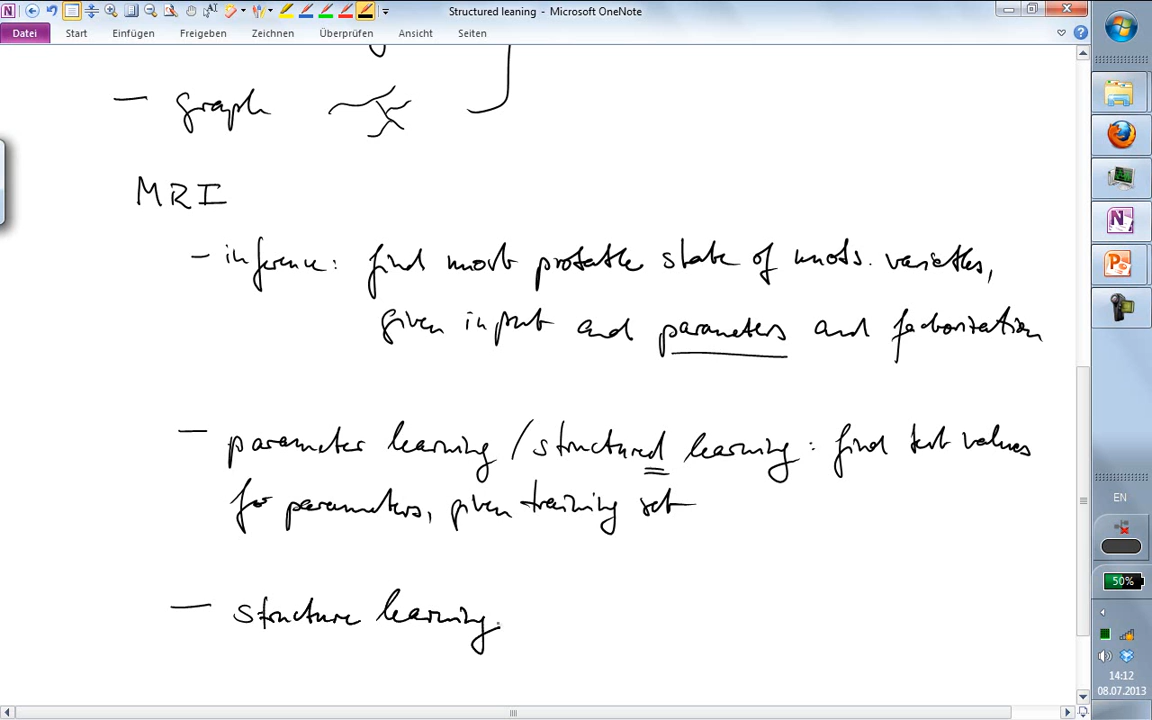 Structured leaning - Microsoft OneNote
Datei Start Einfügen Freigeben Zeichnen Überprüfen Ansicht Seiten
- graph
MRI
- inference: find most probable state of unobs. variables,
given input and parameters and factorization
- parameter learning / structured learning: find best values
for parameters, given training set
- structure learning
EN
50%
14:12
08.07.2013